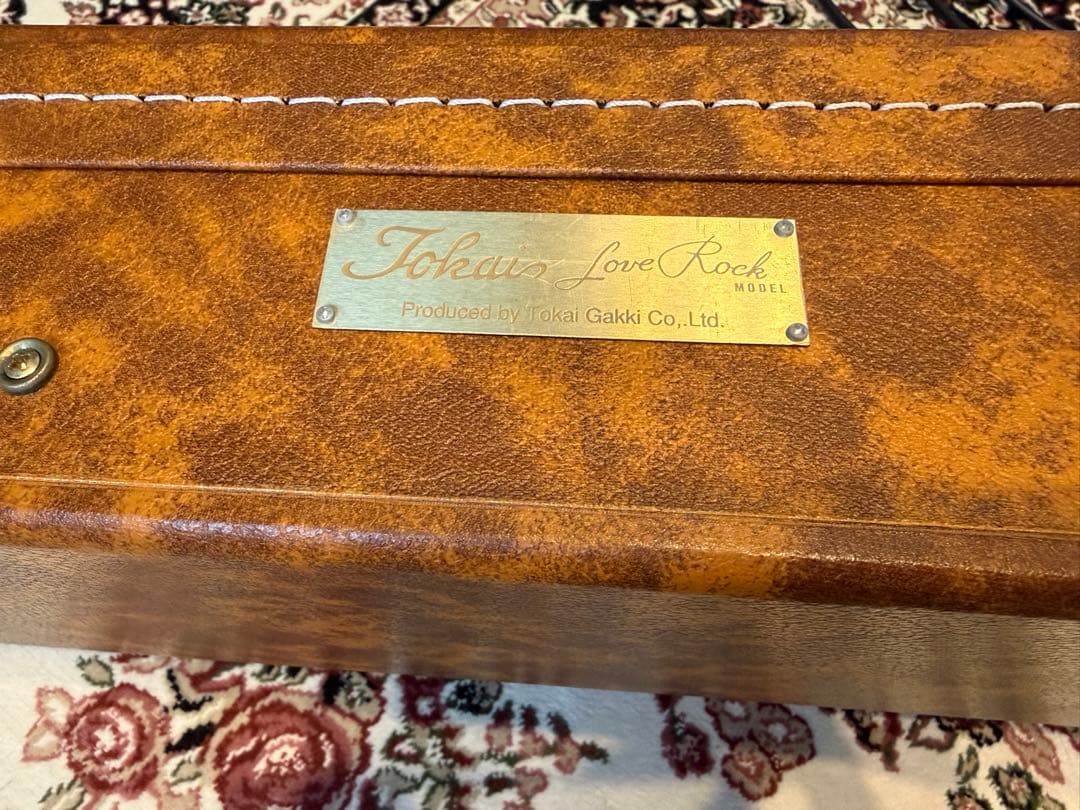 Tokai Love Rock
MODEL
Produced by Tokai Gakki Co,.Ltd.